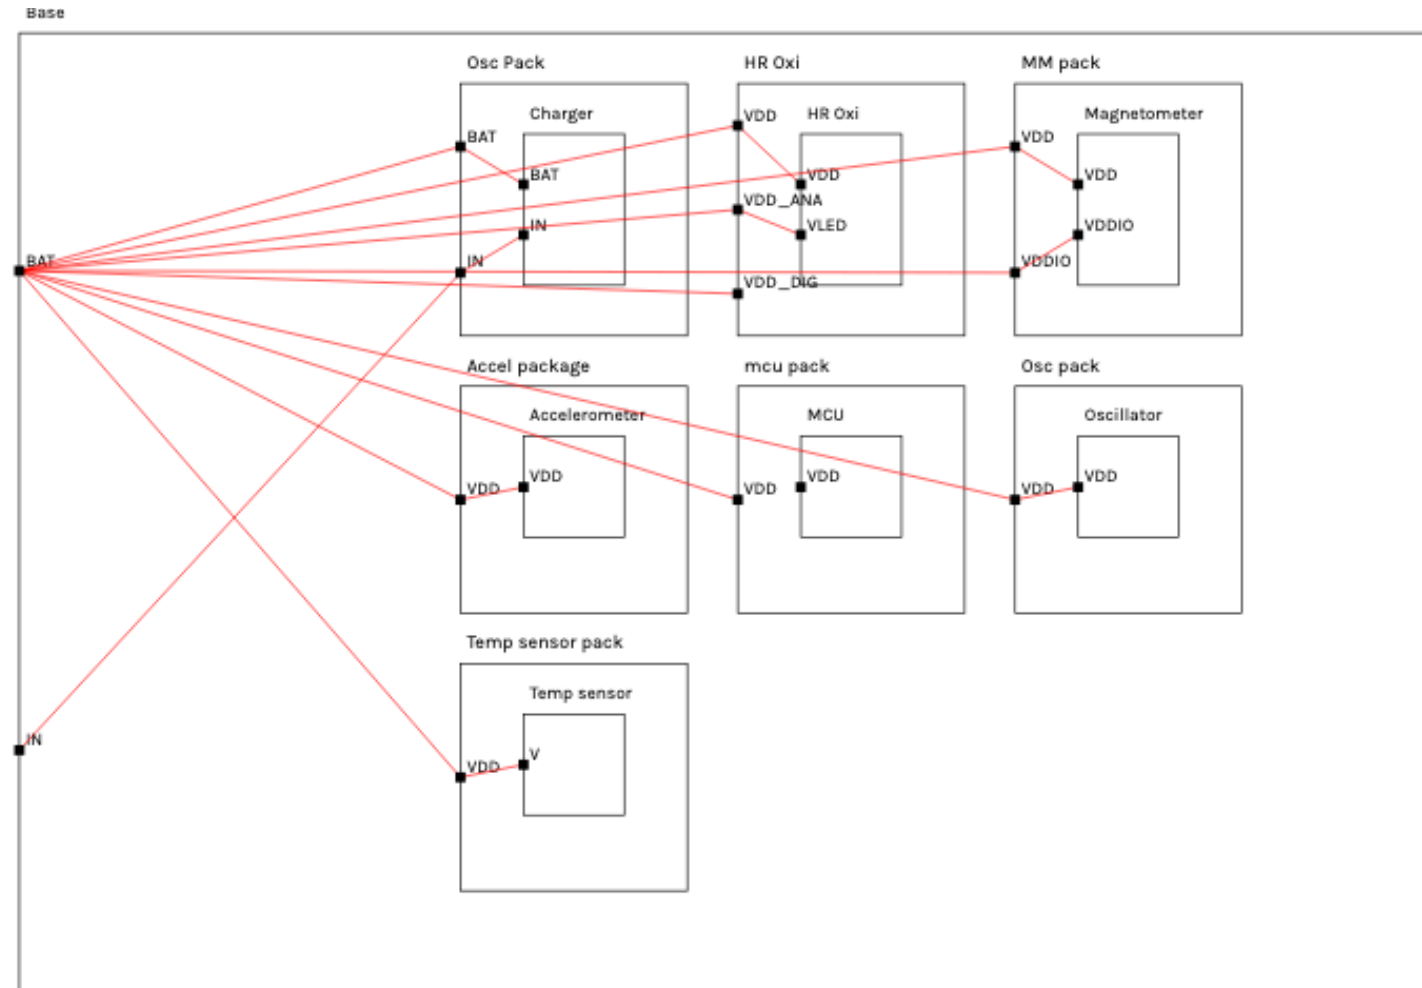 Base
Osc Pack
HR Oxi
MM pack
Charger
HR Oxi
Magnetometer
BAT
VDD
VDD
BAT
VDD
VDD
VDD_ANA
IN
VLED
VDDIO
BAT
IN
VDDIO
VDD_DIG
Accel package
mcu pack
Osc pack
Accelerometer
MCU
Oscillator
VDD
VDD
VDD
VDD
VDD
VDD
Temp sensor pack
Temp sensor
IN
V
VDD